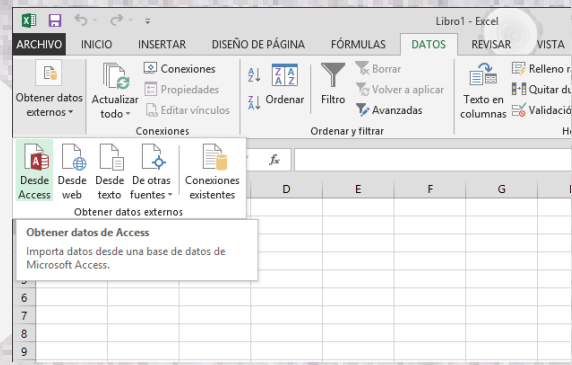 Libro1 - Excel
ARCHIVO INICIO INSERTAR DISEÑO DE PÁGINA FÓRMULAS DATOS REVISAR VISTA
Obtener datos externos
Actualizar todo
Conexiones
Propiedades
Editar vínculos
Conexiones
Ordenar
Filtro
Borrar
Volver a aplicar
Avanzadas
Ordenar y filtrar
Texto en columnas
Relleno r
Quitar du
Validació
He
Desde Access
Desde web
Desde texto
De otras fuentes
Conexiones existentes
Obtener datos externos
fx
D E F G
Obtener datos de Access
Importa datos desde una base de datos de
Microsoft Access.
6
7
8
9